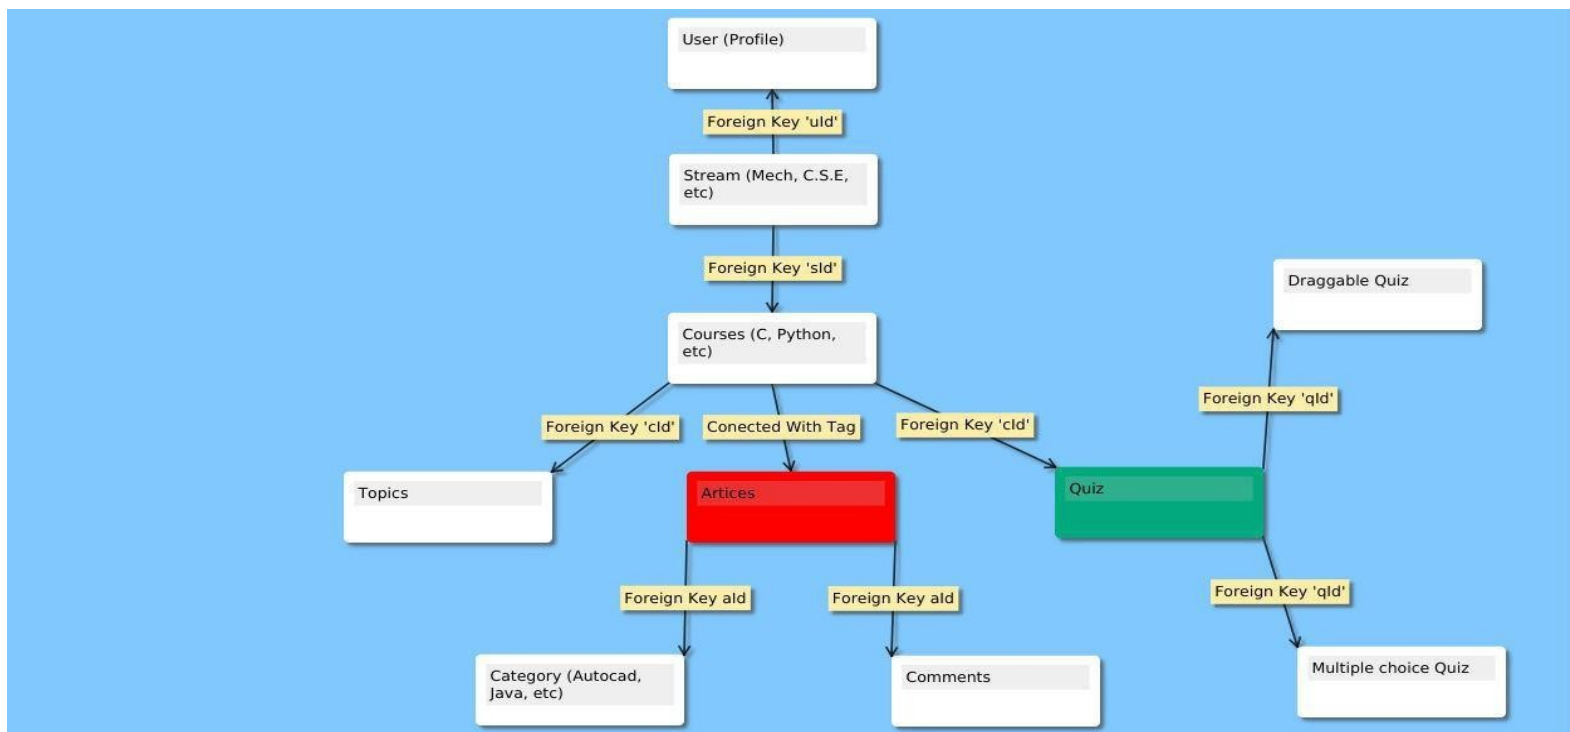 User (Profile)
Foreign Key 'uId'
Stream (Mech, C.S.E,
etc)
Foreign Key 'sId'
Draggable Quiz
Courses (C, Python,
etc)
Foreign Key 'qId'
Foreign Key 'cId'
Conected With Tag
Foreign Key 'cId'
Topics
Artices
Quiz
Foreign Key aId
Foreign Key aId
Foreign Key 'qId'
Category (Autocad,
Java, etc)
Comments
Multiple choice Quiz